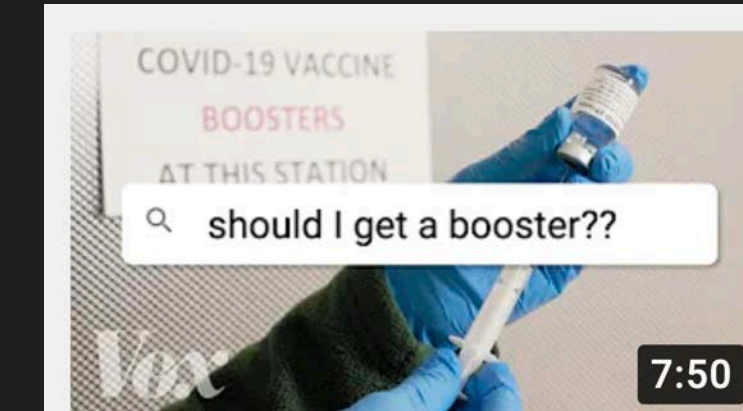 COVID-19 VACCINE
BOOSTERS
AT THIS STATION
should I get a booster??
Vox
7:50